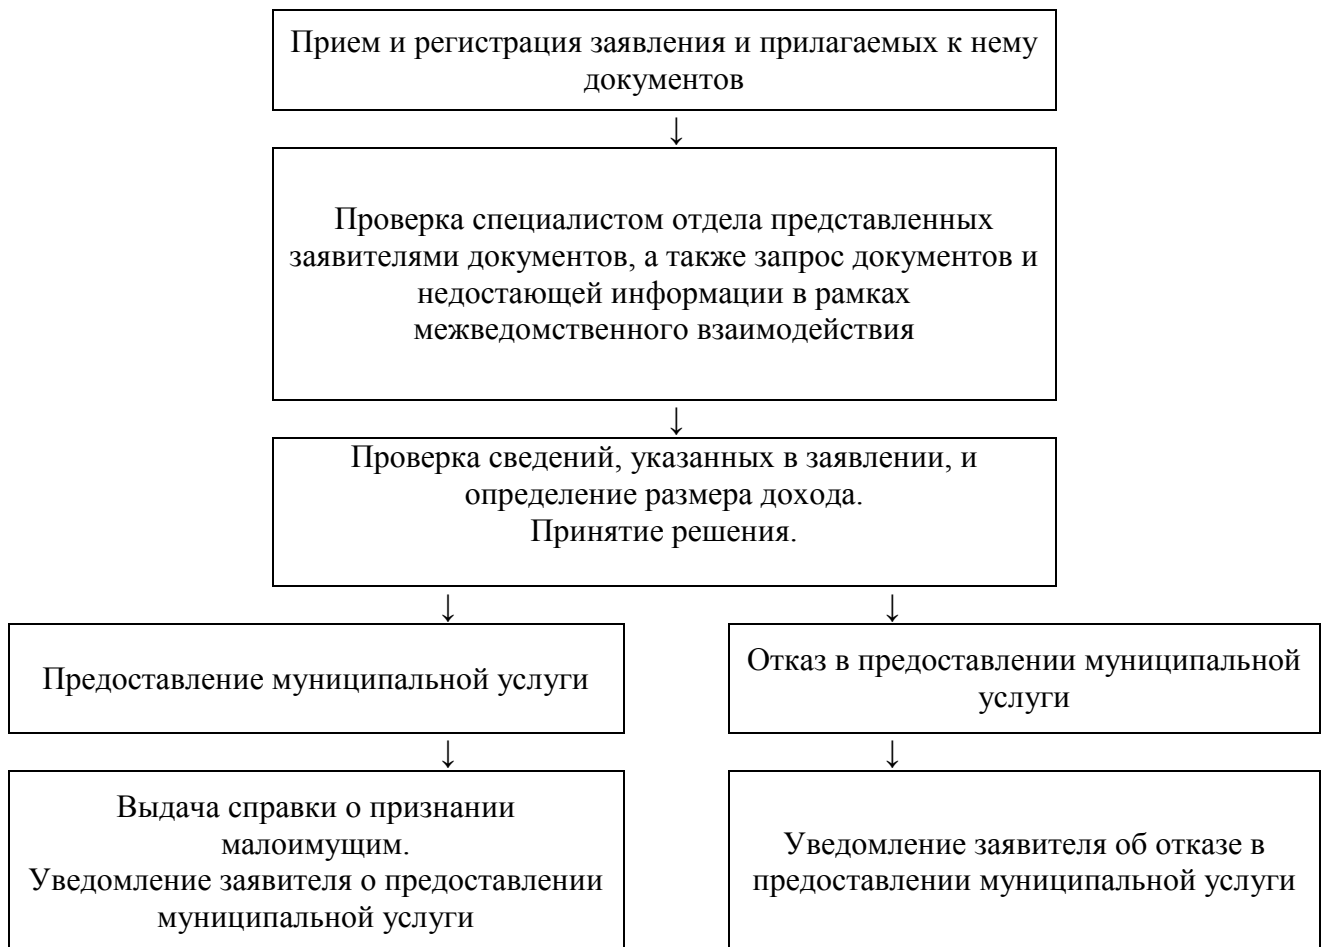 Прием и регистрация заявления и прилагаемых к нему
документов
↓
Проверка специалистом отдела представленных
заявителями документов, а также запрос документов и
недостающей информации в рамках
межведомственного взаимодействия
↓
Проверка сведений, указанных в заявлении, и
определение размера дохода.
Принятие решения.
↓ ↓
Предоставление муниципальной услуги
Отказ в предоставлении муниципальной
услуги
↓ ↓
Выдача справки о признании
малоимущим.
Уведомление заявителя о предоставлении
муниципальной услуги
Уведомление заявителя об отказе в
предоставлении муниципальной услуги